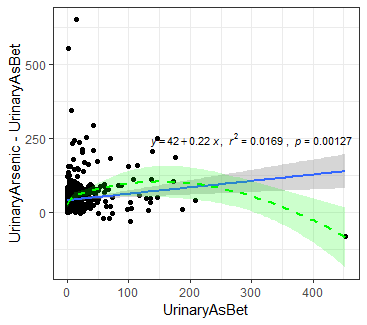 500
250
0
y = 42 + 0.22 x ,  r² = 0.0169 ,  p = 0.00127
UrinaryArsenic - UrinaryAsBet
0 100 200 300 400
UrinaryAsBet